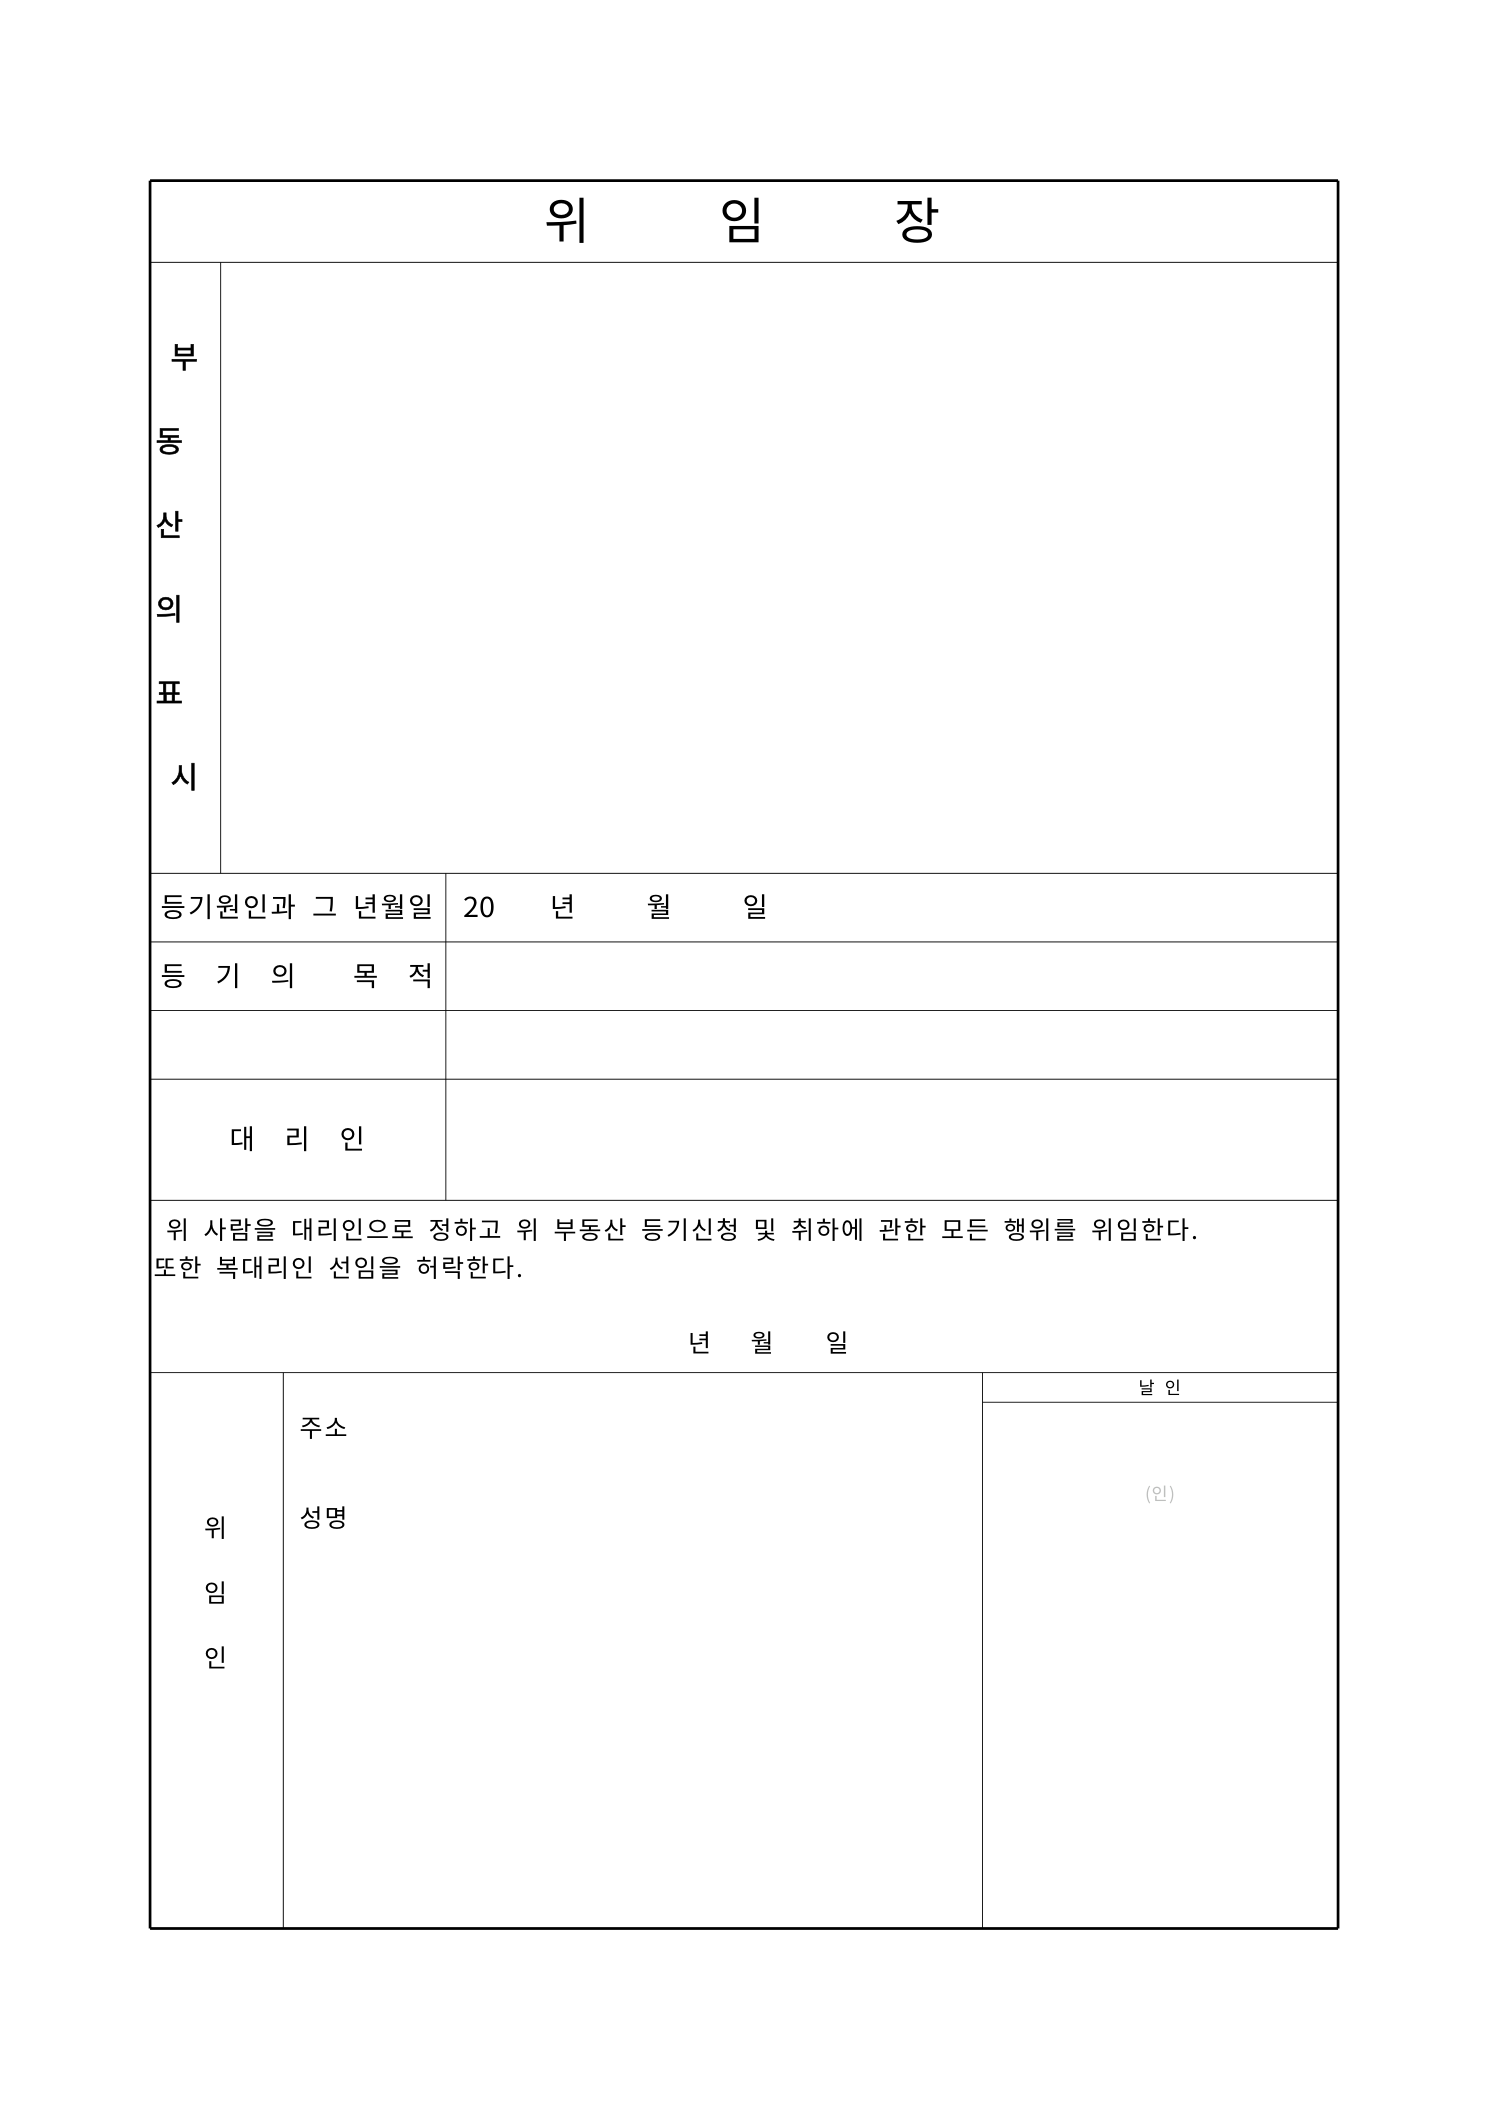 위 임 장
부
동
산
의
표
시
등기원인과 그 년월일 20 년 월 일
등 기 의 목 적
대 리 인
위 사람을 대리인으로 정하고 위 부동산 등기신청 및 취하에 관한 모든 행위를 위임한다.
또한 복대리인 선임을 허락한다.
년 월 일
위
임
인
주소
성명
날 인
(인)